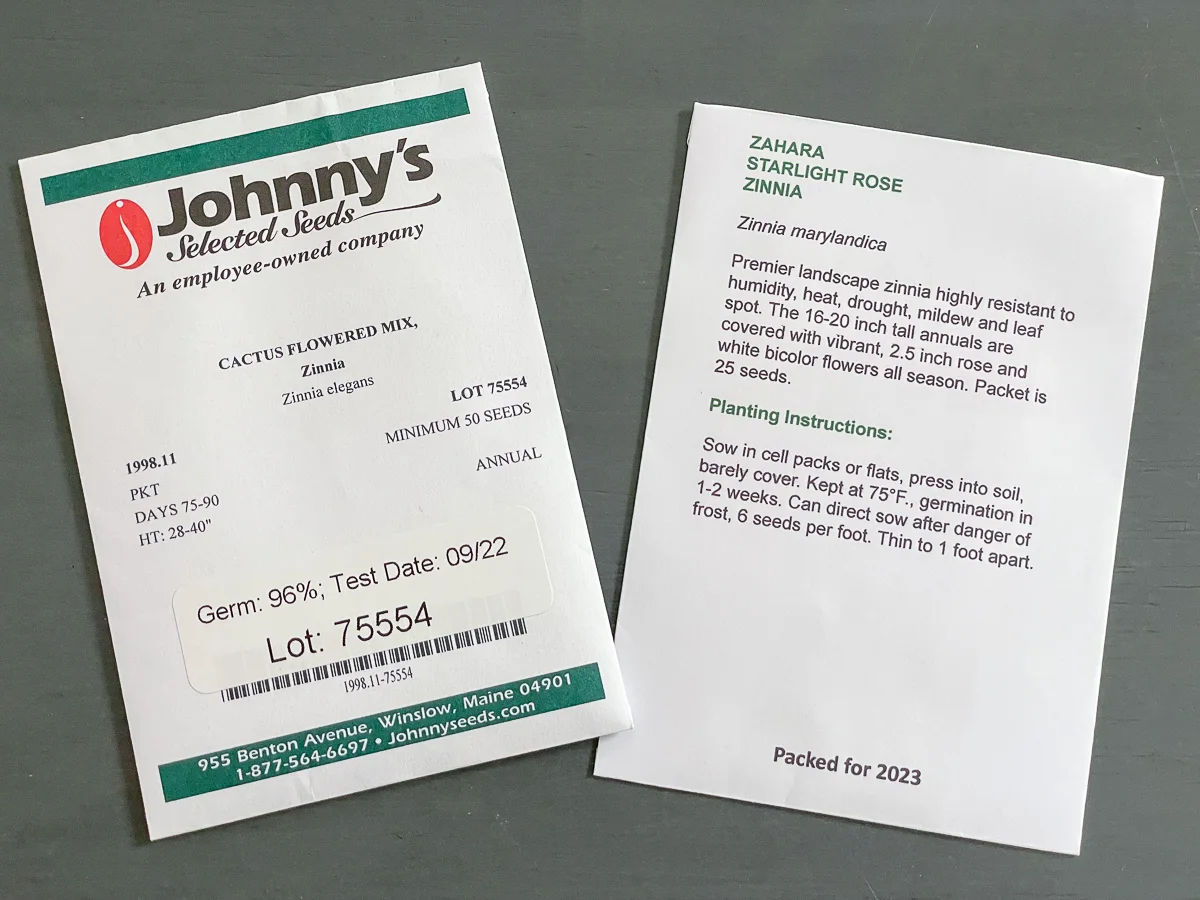 Johnny's
Selected Seeds
An employee-owned company
CACTUS FLOWERED MIX,
Zinnia
Zinnia elegans
LOT 75554
MINIMUM 50 SEEDS
1998.11
ANNUAL
PKT
DAYS 75-90
HT: 28-40"
Germ: 96%; Test Date: 09/22
Lot: 75554
1998.11-75554
955 Benton Avenue, Winslow, Maine 04901
1-877-564-6697 • Johnnyseeds.com
ZAHARA
STARLIGHT ROSE
ZINNIA
Zinnia marylandica
Premier landscape zinnia highly resistant to
humidity, heat, drought, mildew and leaf
spot. The 16-20 inch tall annuals are
covered with vibrant, 2.5 inch rose and
white bicolor flowers all season. Packet is
25 seeds.
Planting Instructions:
Sow in cell packs or flats, press into soil,
barely cover. Kept at 75°F., germination in
1-2 weeks. Can direct sow after danger of
frost, 6 seeds per foot. Thin to 1 foot apart.
Packed for 2023